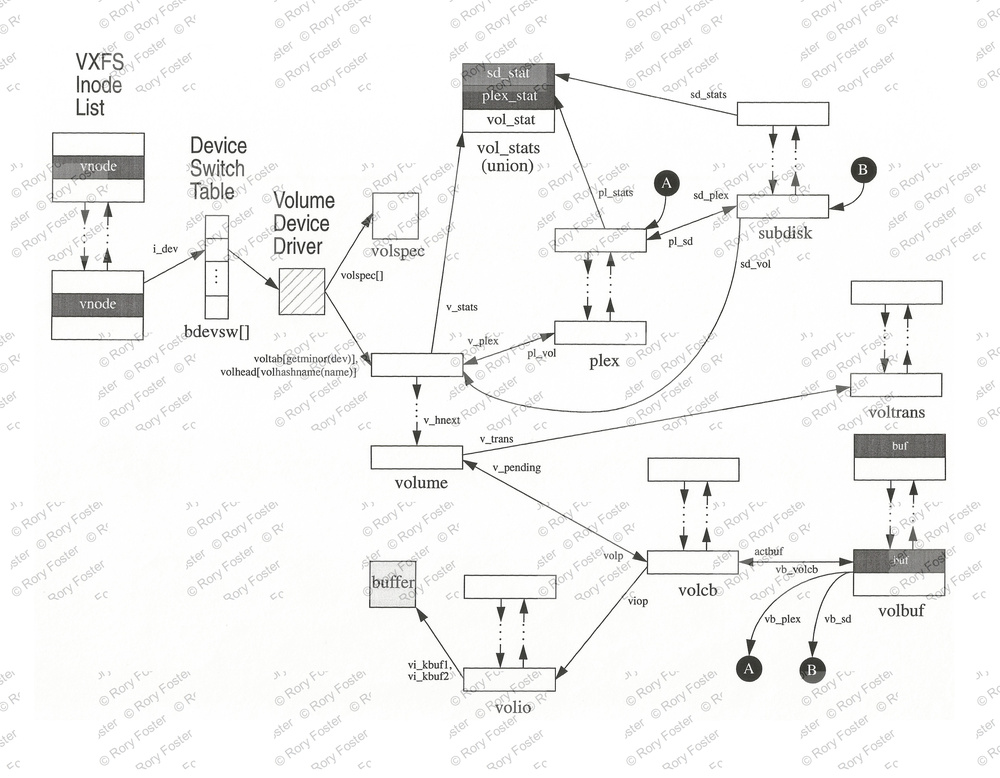 VXFS
Inode
List
vnode
vnode
i_dev
Device
Switch
Table
bdevsw[]
Volume
Device
Driver
volspec
volspec[]
voltab[getminor(dev)],
volhead[volhashname(name)]
sd_stat
plex_stat
vol_stat
vol_stats
(union)
sd_stats
pl_stats
v_stats
A
B
sd_plex
pl_sd
subdisk
sd_vol
v_plex
pl_vol
plex
v_hnext
volume
v_trans
voltrans
v_pending
volp
volcb
actbuf
vb_volcb
buf
buf
volbuf
vb_plex
vb_sd
A
B
viop
buffer
vi_kbuf1,
vi_kbuf2
volio
© Rory Foster